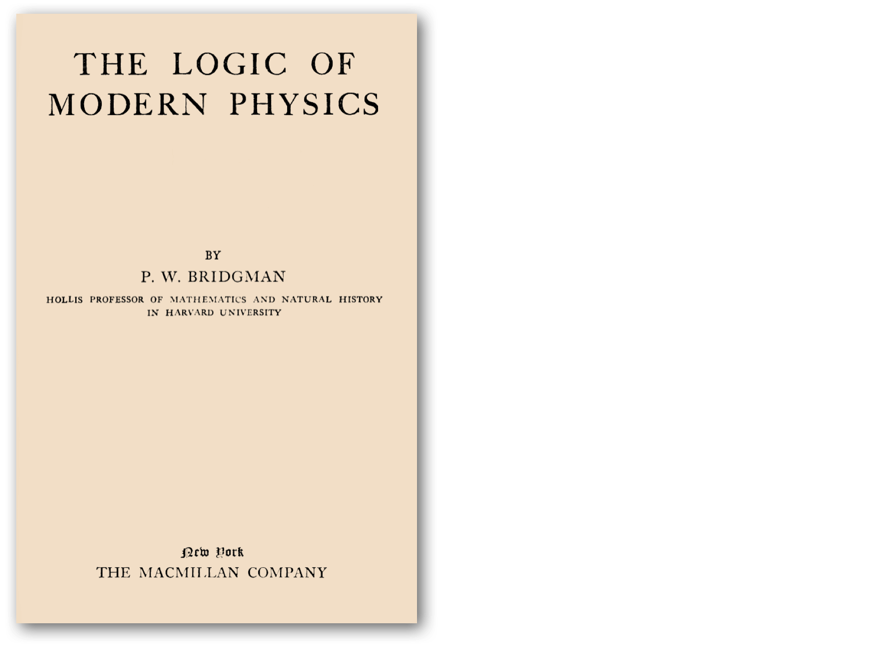 THE LOGIC OF
MODERN PHYSICS
BY
P. W. BRIDGMAN
HOLLIS PROFESSOR OF MATHEMATICS AND NATURAL HISTORY
IN HARVARD UNIVERSITY
New York
THE MACMILLAN COMPANY